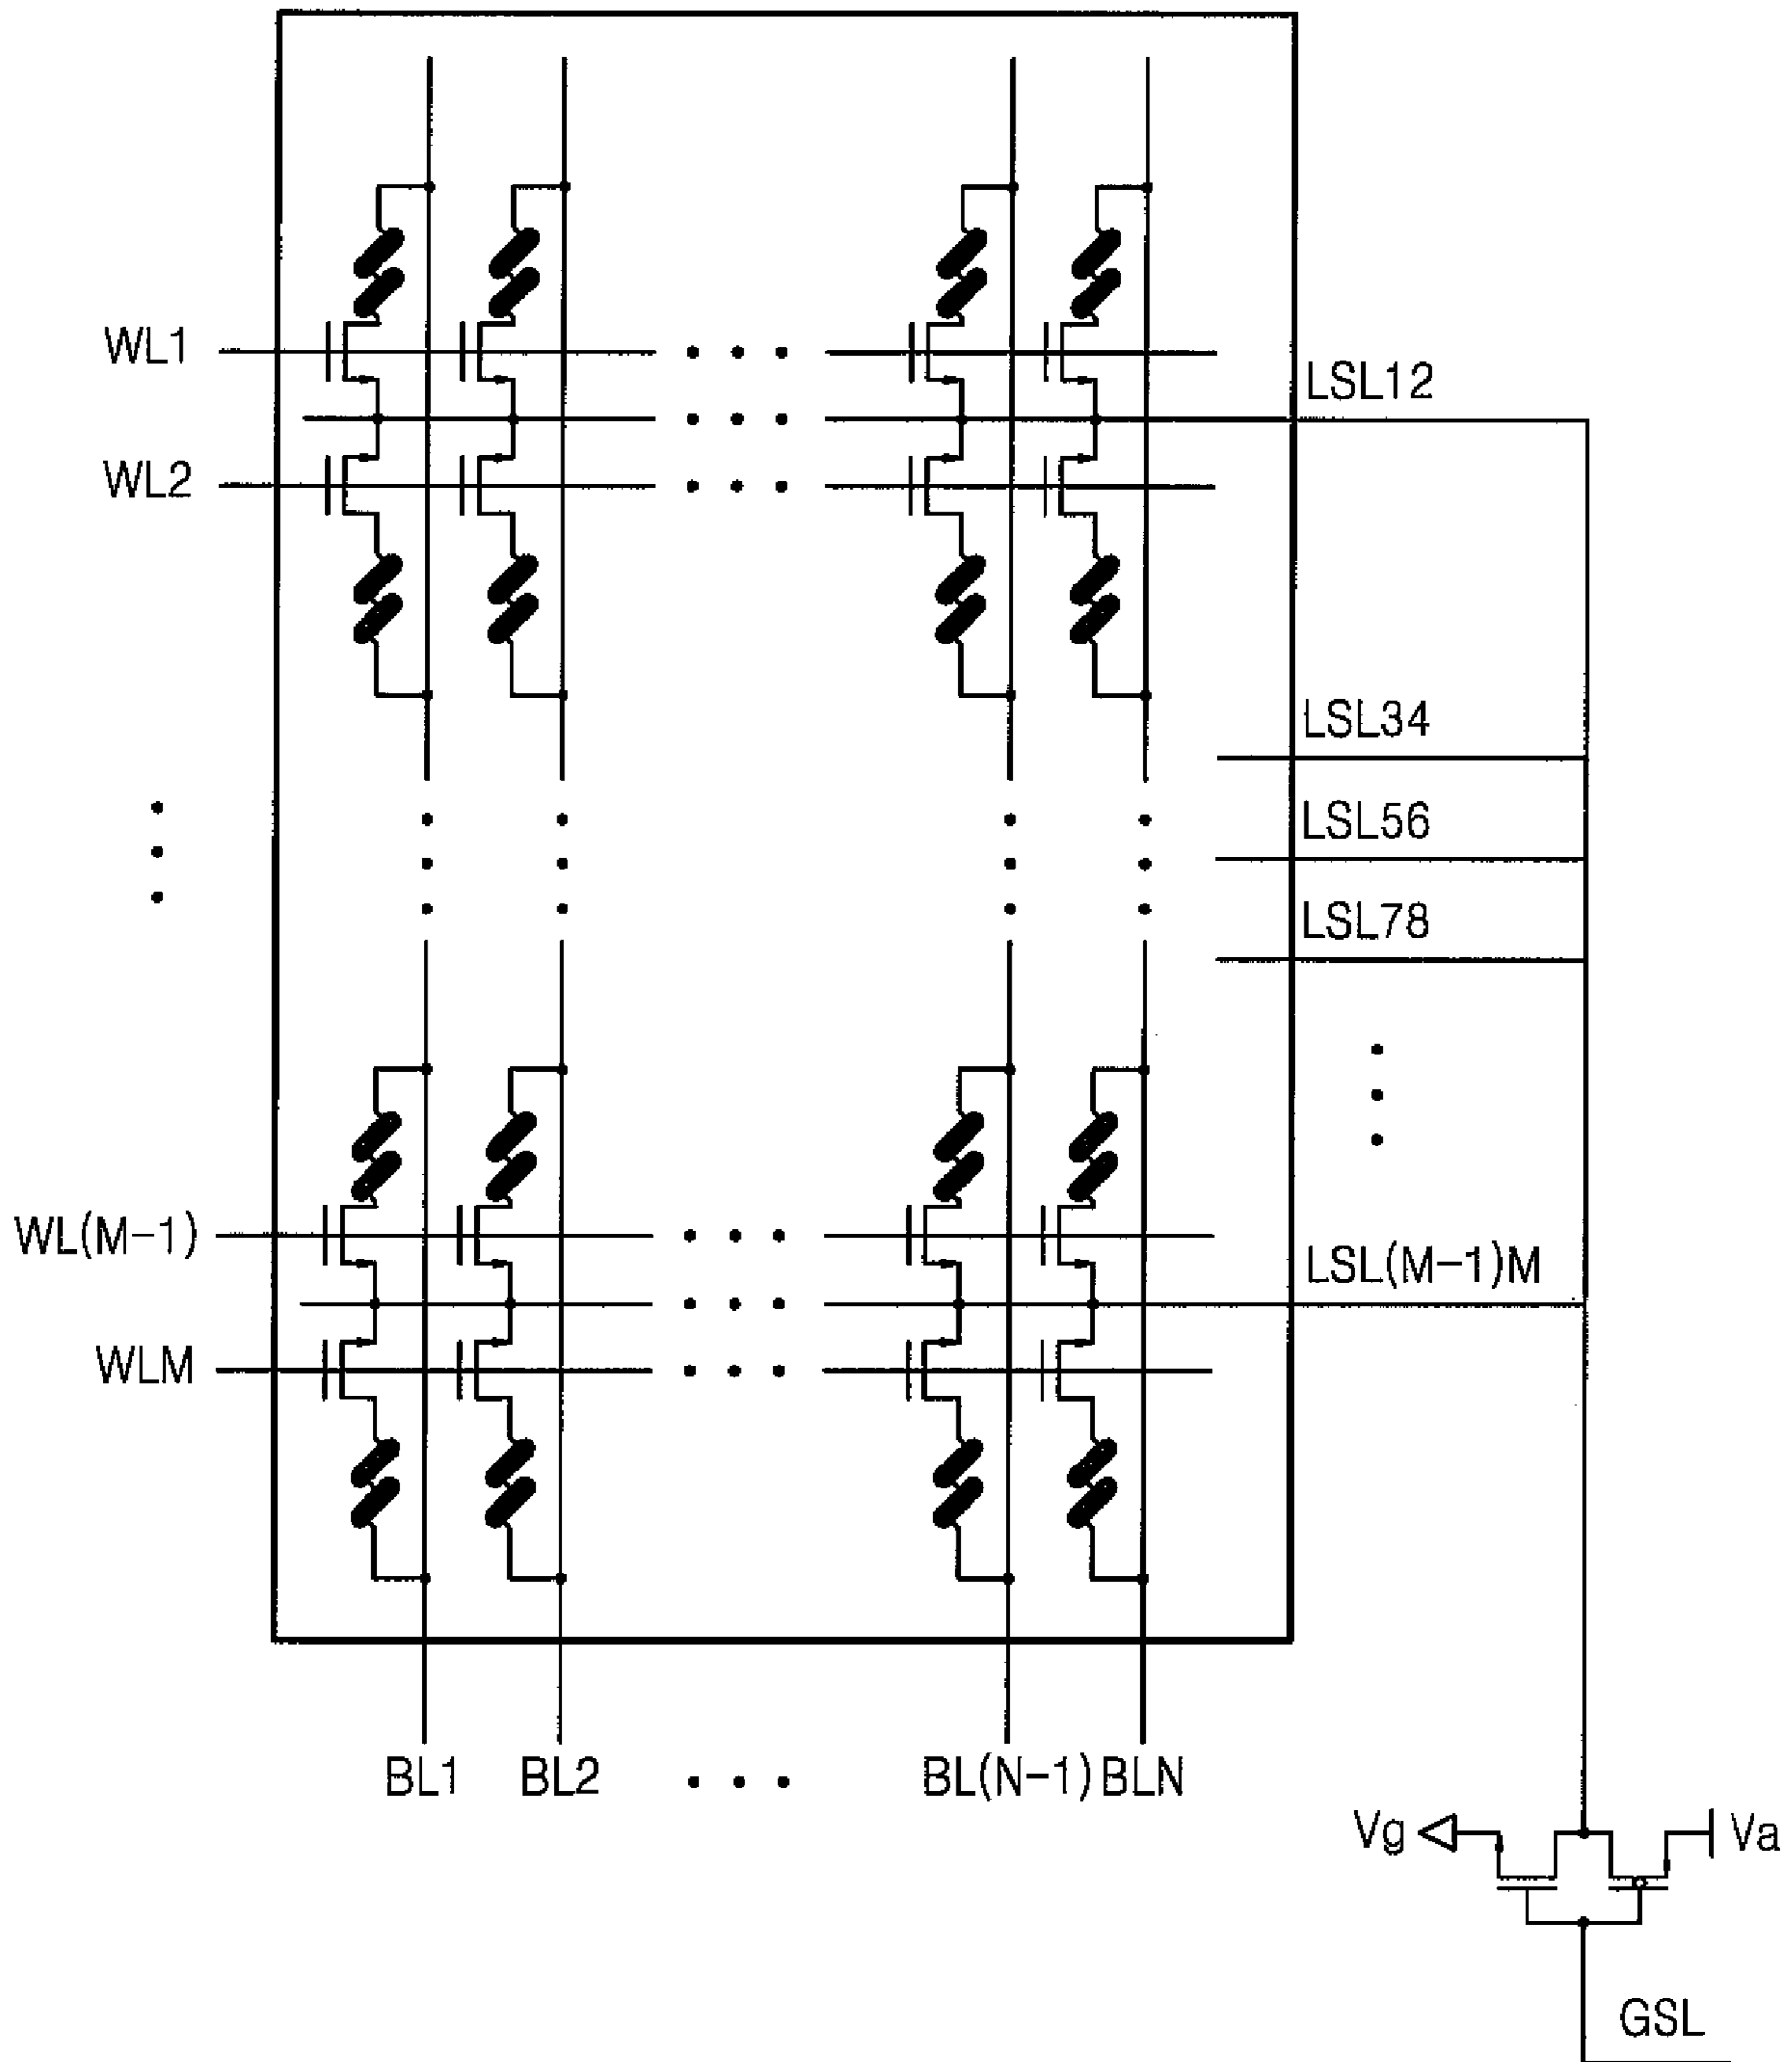 WL1
LSL12
WL2
LSL34
LSL56
LSL78
WL(M-1)
LSL(M-1)M
WLM
BL1 BL2 BL(N-1) BLN
Vg Va
GSL